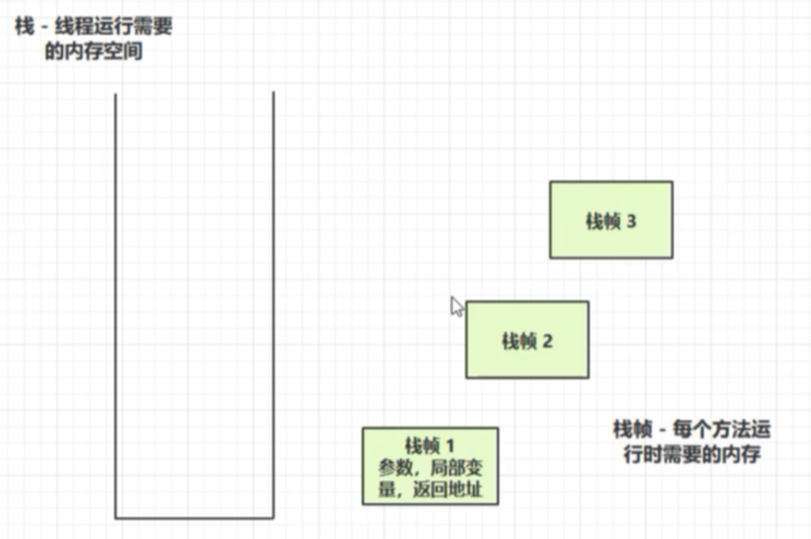 栈 - 线程运行需要
的内存空间
栈帧 3
栈帧 2
栈帧 1
参数，局部变
量，返回地址
栈帧 - 每个方法运
行时需要的内存